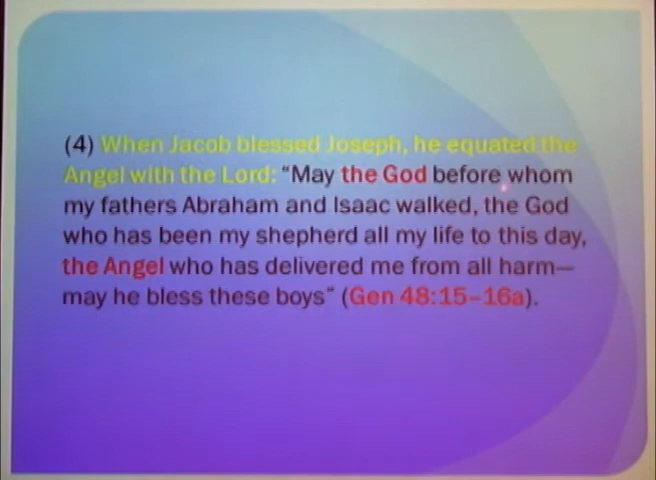 (4) When Jacob blessed Joseph, he equated the
Angel with the Lord: “May the God before whom
my fathers Abraham and Isaac walked, the God
who has been my shepherd all my life to this day,
the Angel who has delivered me from all harm—
may he bless these boys” (Gen 48:15–16a).